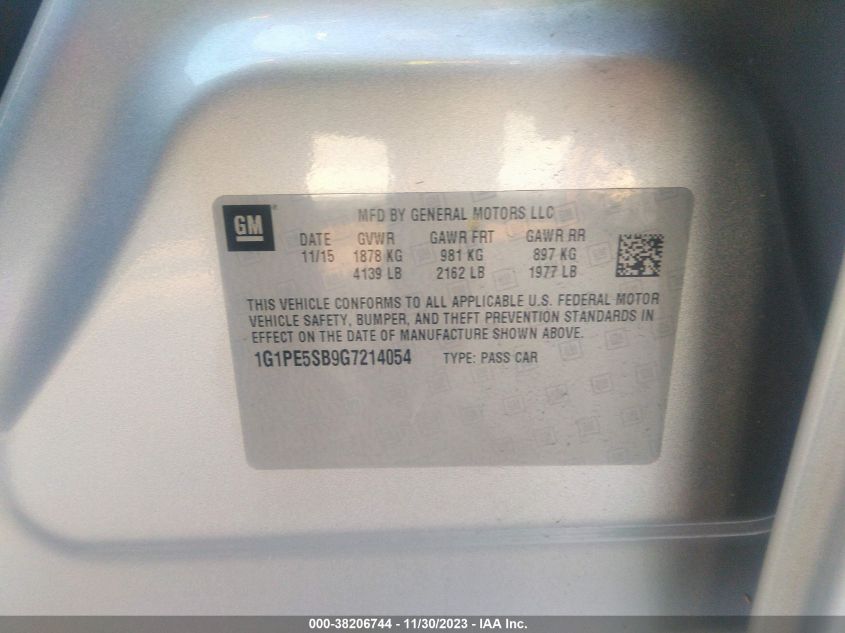 GM ®
MFD BY GENERAL MOTORS LLC
DATE GVWR GAWR FRT GAWR RR
11/15 1878 KG 981 KG 897 KG
4139 LB 2162 LB 1977 LB
THIS VEHICLE CONFORMS TO ALL APPLICABLE U.S. FEDERAL MOTOR
VEHICLE SAFETY, BUMPER, AND THEFT PREVENTION STANDARDS IN
EFFECT ON THE DATE OF MANUFACTURE SHOWN ABOVE.
1G1PE5SB9G7214054 TYPE: PASS CAR
000-38206744 - 11/30/2023 - IAA Inc.